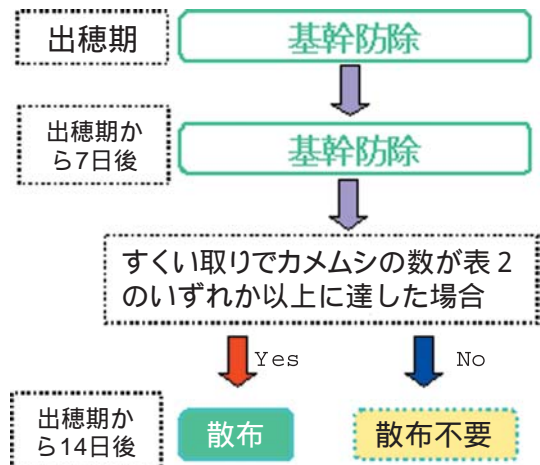 出穂期
基幹防除
出穂期か
ら7日後
基幹防除
すくい取りでカメムシの数が表2
のいずれか以上に達した場合
Yes
No
出穂期か
ら14日後
散布
散布不要